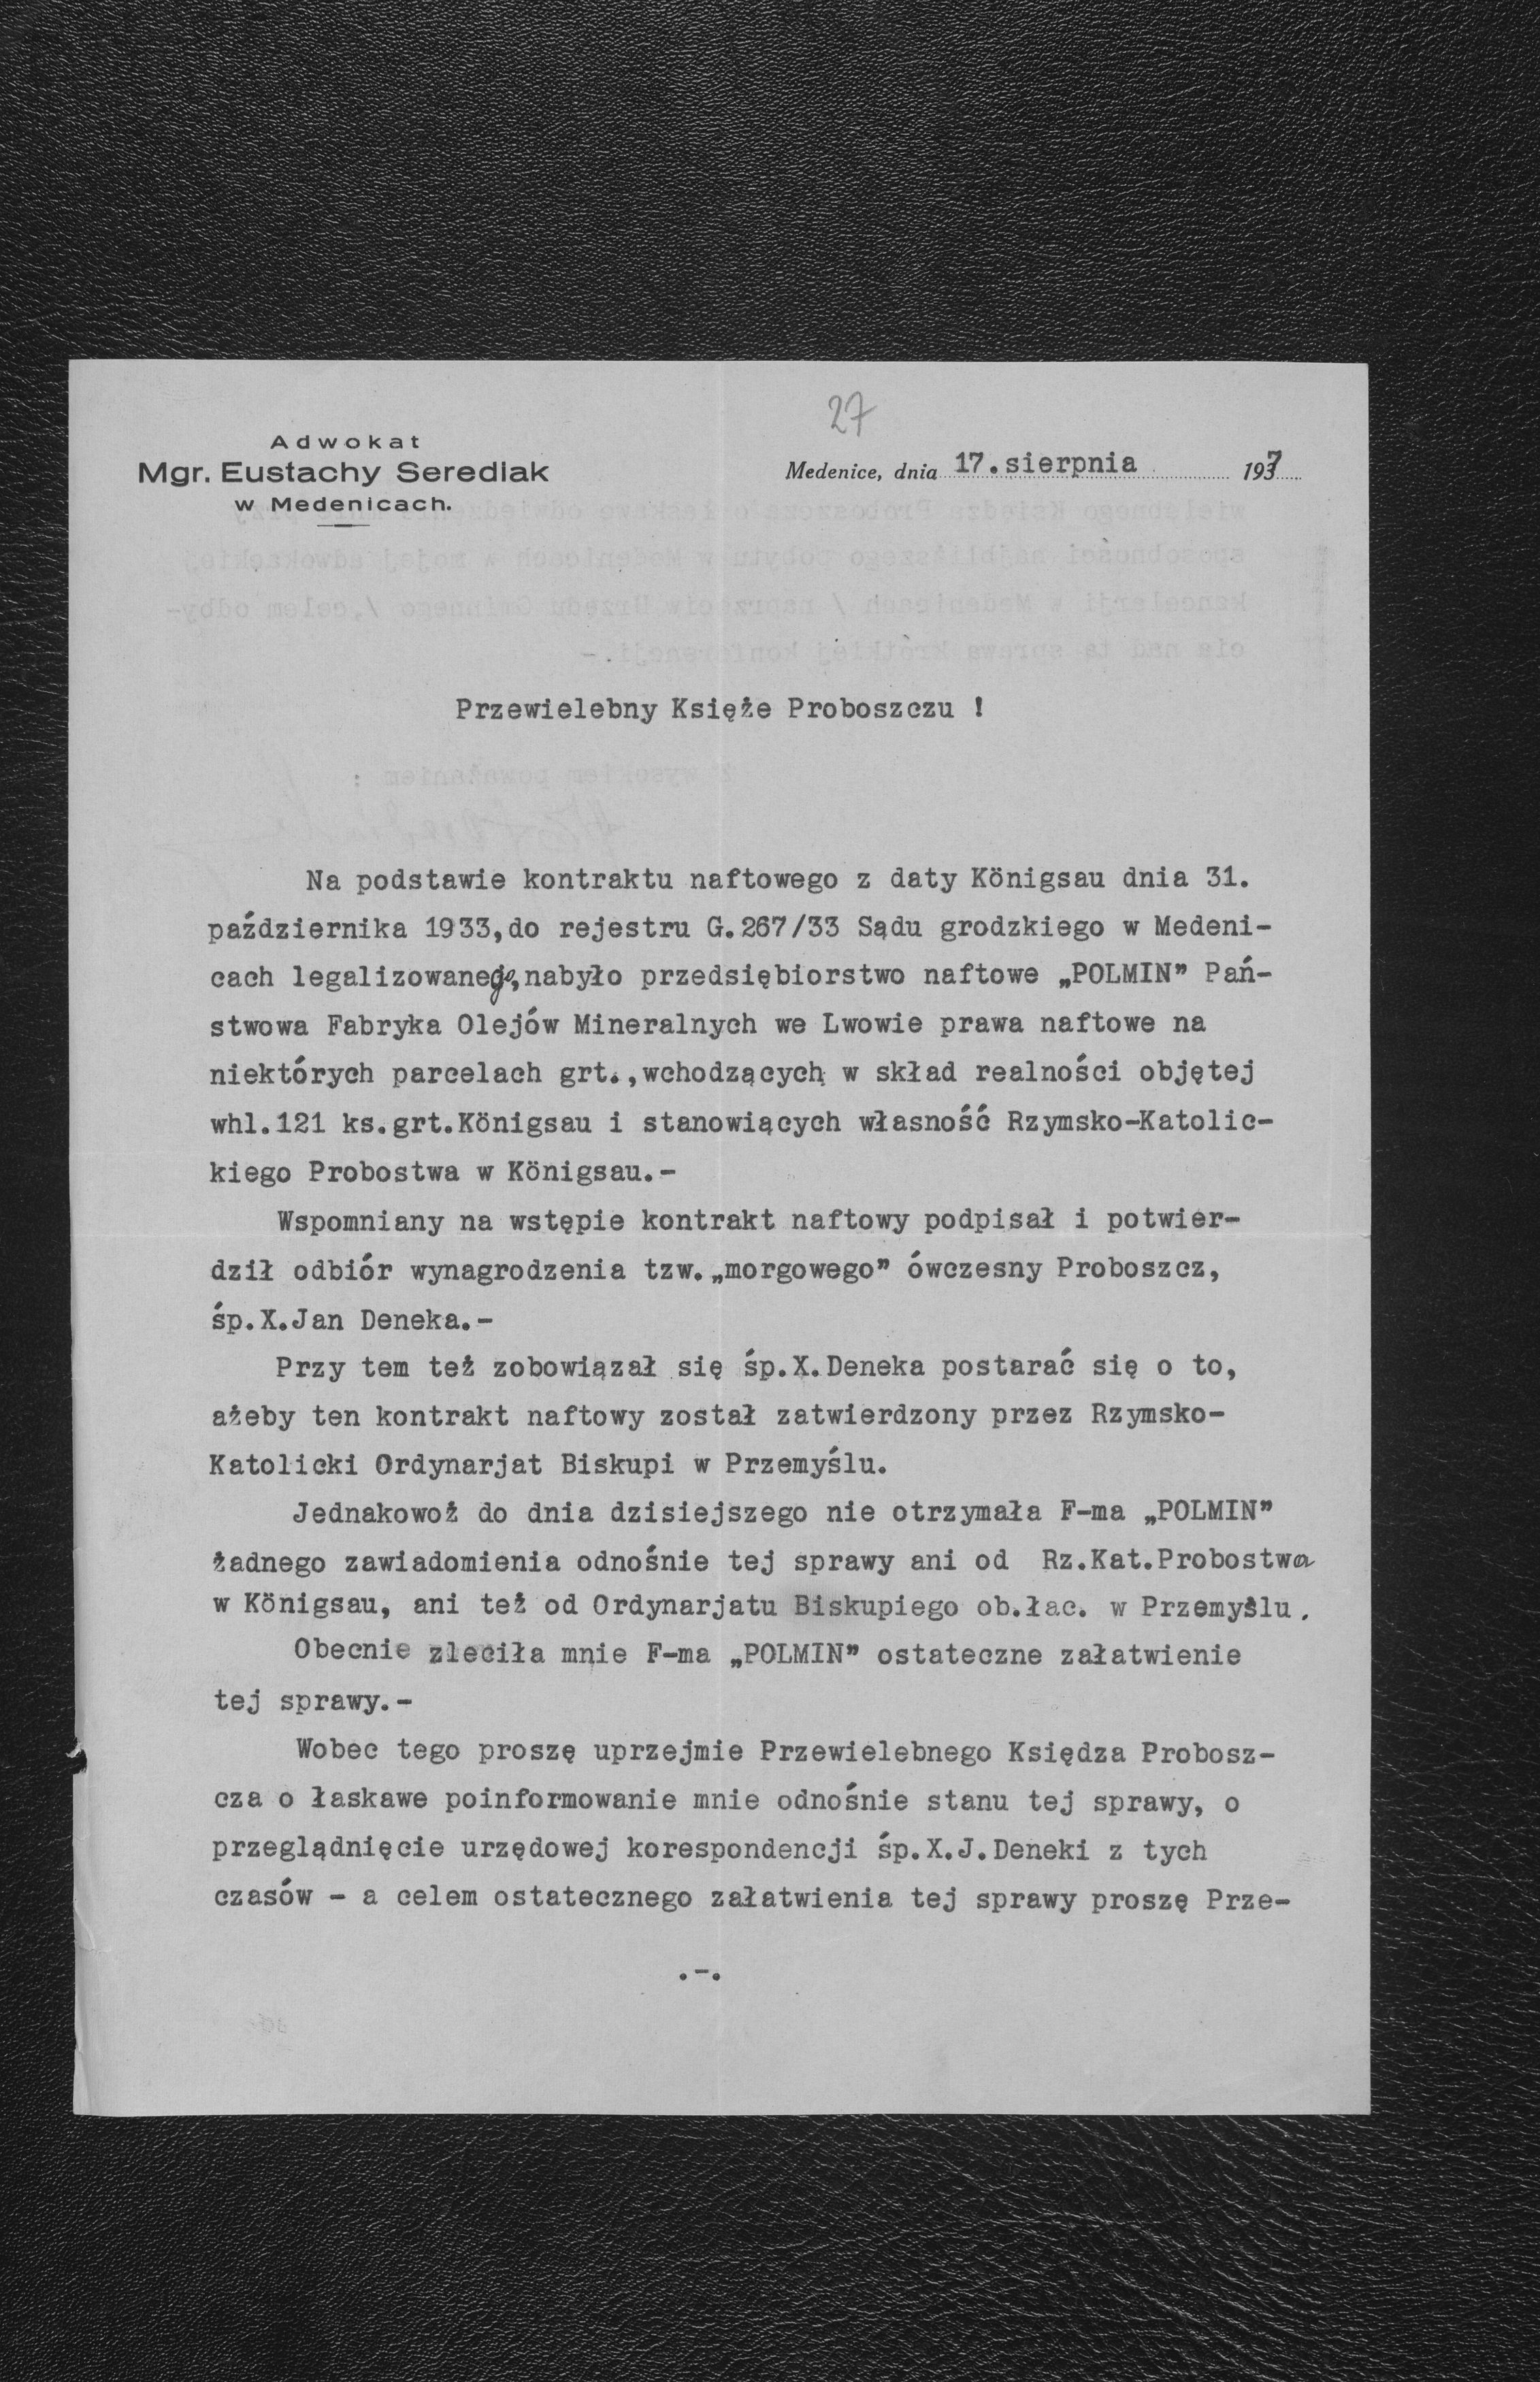 27
Adwokat
Mgr. Eustachy Serediak
w Medenicach.
Medenice, dnia 17.sierpnia 1937
Przewielebny Księże Proboszczu !
Na podstawie kontraktu naftowego z daty Königsau dnia 31.
października 1933,do rejestru G.267/33 Sądu grodzkiego w Medeni-
cach legalizowanego,nabyło przedsiębiorstwo naftowe „POLMIN” Pań-
stwowa Fabryka Olejów Mineralnych we Lwowie prawa naftowe na
niektórych parcelach grt.,wchodzących w skład realności objętej
whl.121 ks.grt.Königsau i stanowiących własność Rzymsko-Katolic-
kiego Probostwa w Königsau.-
Wspomniany na wstępie kontrakt naftowy podpisał i potwier-
dził odbiór wynagrodzenia tzw.„morgowego” ówczesny Proboszcz,
śp.X.Jan Deneka.-
Przy tem też zobowiązał się śp.X.Deneka postarać się o to,
ażeby ten kontrakt naftowy został zatwierdzony przez Rzymsko-
Katolicki Ordynarjat Biskupi w Przemyślu.
Jednakowoż do dnia dzisiejszego nie otrzymała F-ma „POLMIN”
żadnego zawiadomienia odnośnie tej sprawy ani od Rz.Kat.Probostwa
w Königsau, ani też od Ordynarjatu Biskupiego ob.łac. w Przemyślu.
Obecnie zleciła mnie F-ma „POLMIN” ostateczne załatwienie
tej sprawy.-
Wobec tego proszę uprzejmie Przewielebnego Księdza Probosz-
cza o łaskawe poinformowanie mnie odnośnie stanu tej sprawy, o
przeglądnięcie urzędowej korespondencji śp.X.J.Deneki z tych
czasów - a celem ostatecznego załatwienia tej sprawy proszę Prze-
.-.